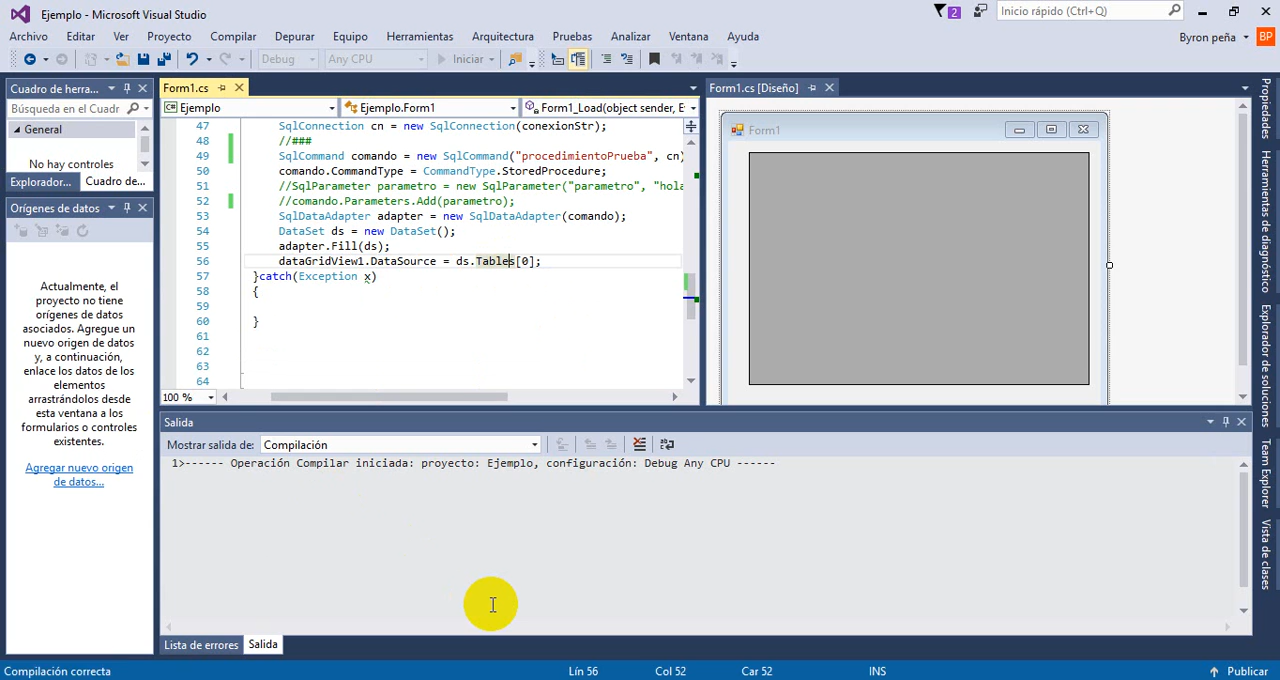 Ejemplo - Microsoft Visual Studio
2
Inicio rápido (Ctrl+Q)
Archivo Editar Ver Proyecto Compilar Depurar Equipo Herramientas Arquitectura Pruebas Analizar Ventana Ayuda
Byron peña BP
Debug Any CPU Iniciar
Cuadro de herra...
Búsqueda en el Cuadr
General
No hay controles
Explorador... Cuadro de...
Orígenes de datos
Actualmente, el
proyecto no tiene
orígenes de datos
asociados. Agregue un
nuevo origen de datos
y, a continuación,
enlace los datos de
los elementos
arrastrándolos desde
esta ventana a los
formularios o controles
existentes.
Agregar nuevo origen
de datos...
Form1.cs
Ejemplo Ejemplo.Form1 Form1_Load(object sender, E
47 SqlConnection cn = new SqlConnection(conexionStr);
48 //###
49 SqlCommand comando = new SqlCommand("procedimientoPrueba", cn)
50 comando.CommandType = CommandType.StoredProcedure;
51 //SqlParameter parametro = new SqlParameter("parametro", "hola
52 //comando.Parameters.Add(parametro);
53 SqlDataAdapter adapter = new SqlDataAdapter(comando);
54 DataSet ds = new DataSet();
55 adapter.Fill(ds);
56 dataGridView1.DataSource = ds.Tables[0];
57 }catch(Exception x)
58 {
59
60 }
61
62
63
64
100 %
Form1.cs [Diseño]
Form1
Propiedades
Herramientas de diagnóstico
Explorador de soluciones
Team Explorer
Vista de clases
Salida
Mostrar salida de: Compilación
1>------ Operación Compilar iniciada: proyecto: Ejemplo, configuración: Debug Any CPU ------
Lista de errores Salida
Compilación correcta Lín 56 Col 52 Car 52 INS Publicar